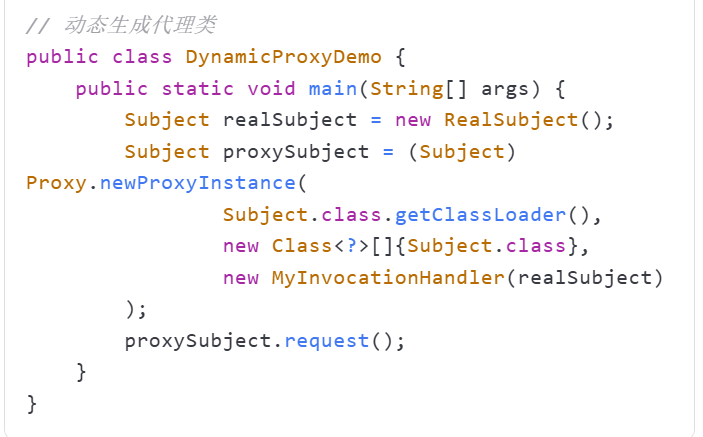 // 动态生成代理类
public class DynamicProxyDemo {
    public static void main(String[] args) {
        Subject realSubject = new RealSubject();
        Subject proxySubject = (Subject)
Proxy.newProxyInstance(
                Subject.class.getClassLoader(),
                new Class<?>[]{Subject.class},
                new MyInvocationHandler(realSubject)
        );
        proxySubject.request();
    }
}